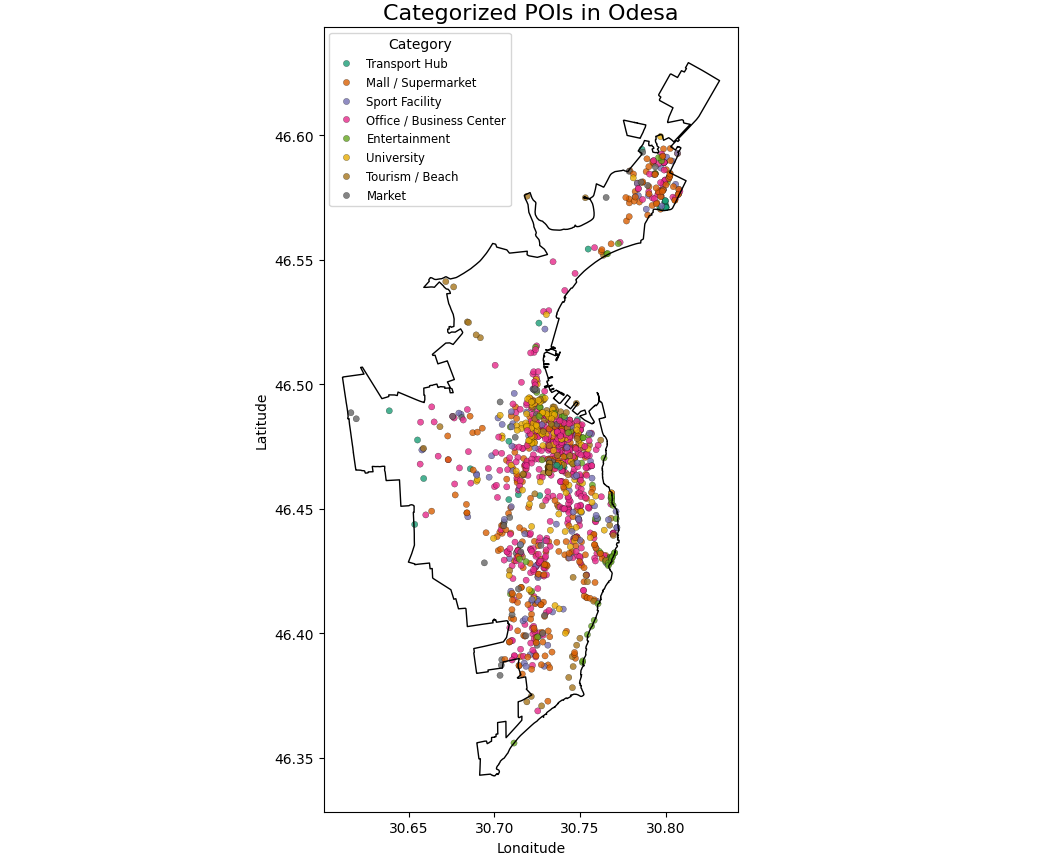 Categorized POIs in Odesa
Category
Transport Hub
Mall / Supermarket
Sport Facility
Office / Business Center
Entertainment
University
Tourism / Beach
Market
46.60
46.55
46.50
46.45
46.40
46.35
Latitude
30.65 30.70 30.75 30.80
Longitude